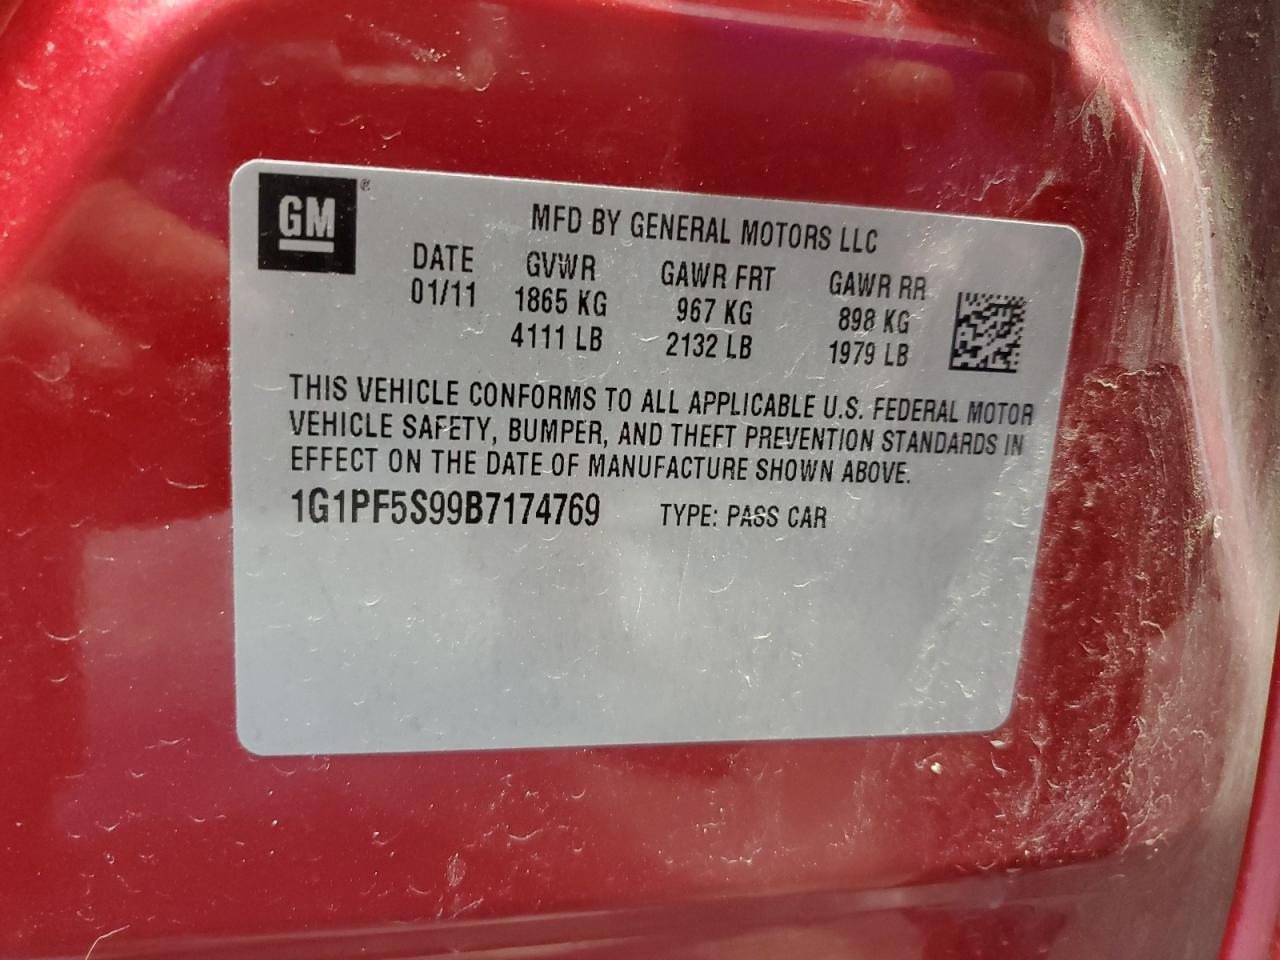 GM ®
MFD BY GENERAL MOTORS LLC
DATE GVWR GAWR FRT GAWR RR
01/11 1865 KG 967 KG 898 KG
4111 LB 2132 LB 1979 LB
THIS VEHICLE CONFORMS TO ALL APPLICABLE U.S. FEDERAL MOTOR
VEHICLE SAFETY, BUMPER, AND THEFT PREVENTION STANDARDS IN
EFFECT ON THE DATE OF MANUFACTURE SHOWN ABOVE.
1G1PF5S99B7174769 TYPE: PASS CAR